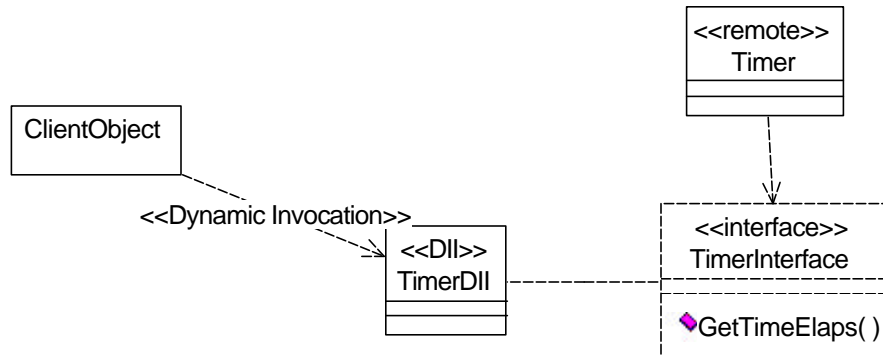 <<remote>>
Timer
ClientObject
<<Dynamic Invocation>>
<<DII>>
TimerDII
<<interface>>
TimerInterface
GetTimeElaps( )